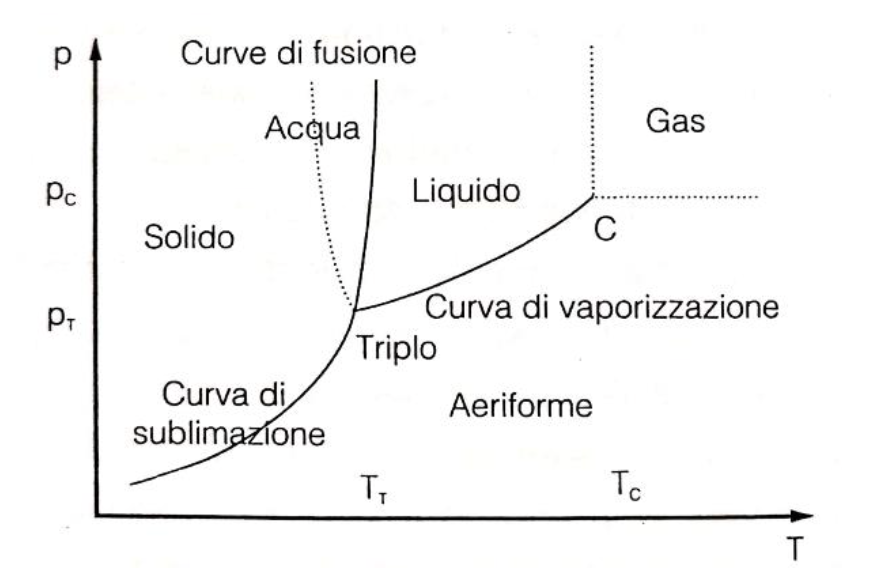 p
Curve di fusione
Acqua
Gas
p_C
Liquido
Solido
C
p_T
Curva di vaporizzazione
Triplo
Curva di
sublimazione
Aeriforme
T_T
T_C
T